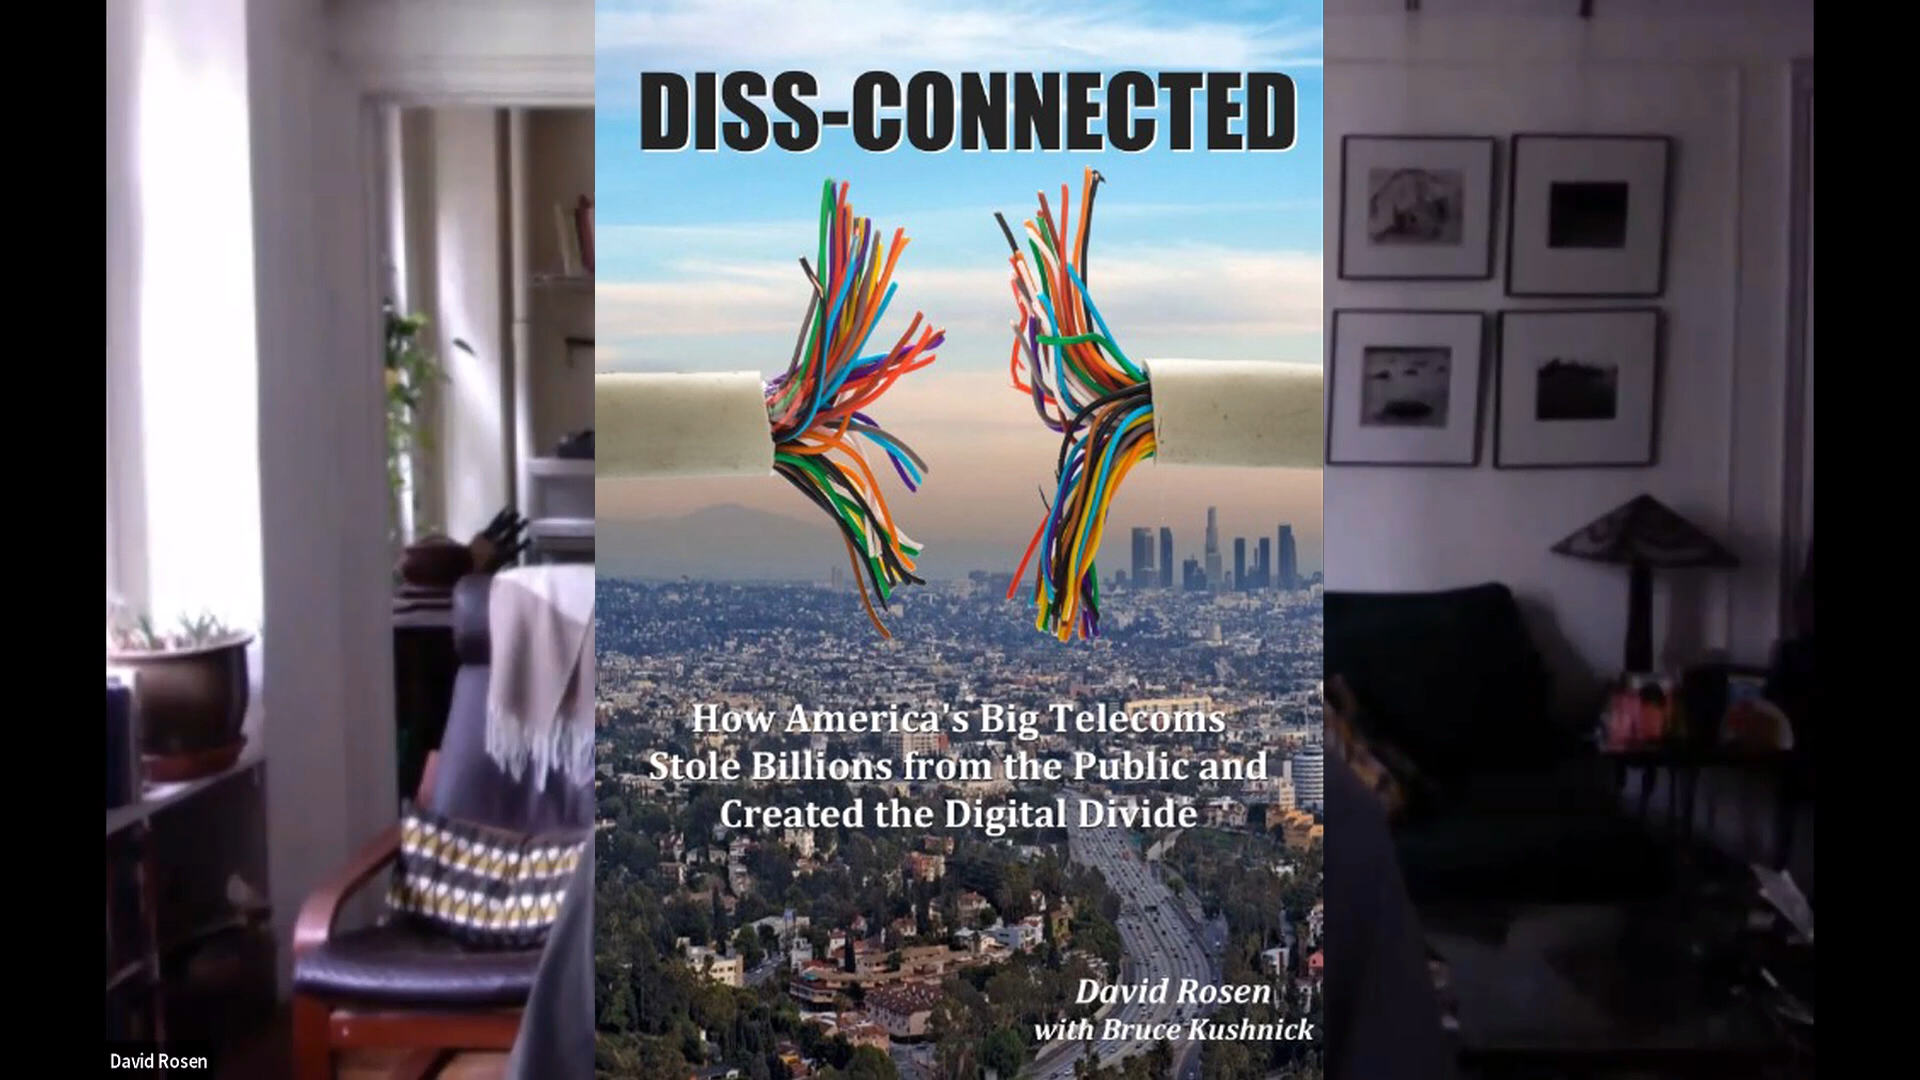 DISS-CONNECTED
How America's Big Telecoms
Stole Billions from the Public and
Created the Digital Divide
David Rosen
with Bruce Kushnick
David Rosen